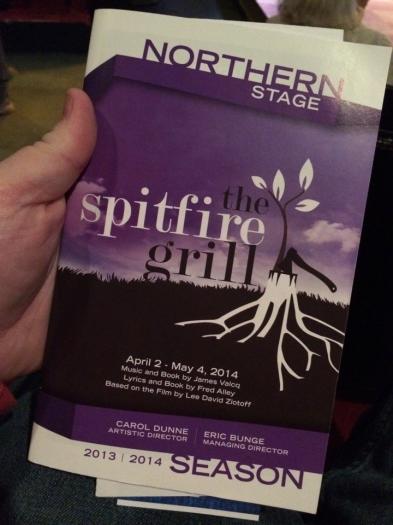 NORTHERN
STAGE
the
spitfire
grill
April 2 - May 4, 2014
Music and Book by James Valcq
Lyrics and Book by Fred Alley
Based on the Film by Lee David Zlotoff
CAROL DUNNE
ARTISTIC DIRECTOR
ERIC BUNGE
MANAGING DIRECTOR
2013 | 2014 SEASON